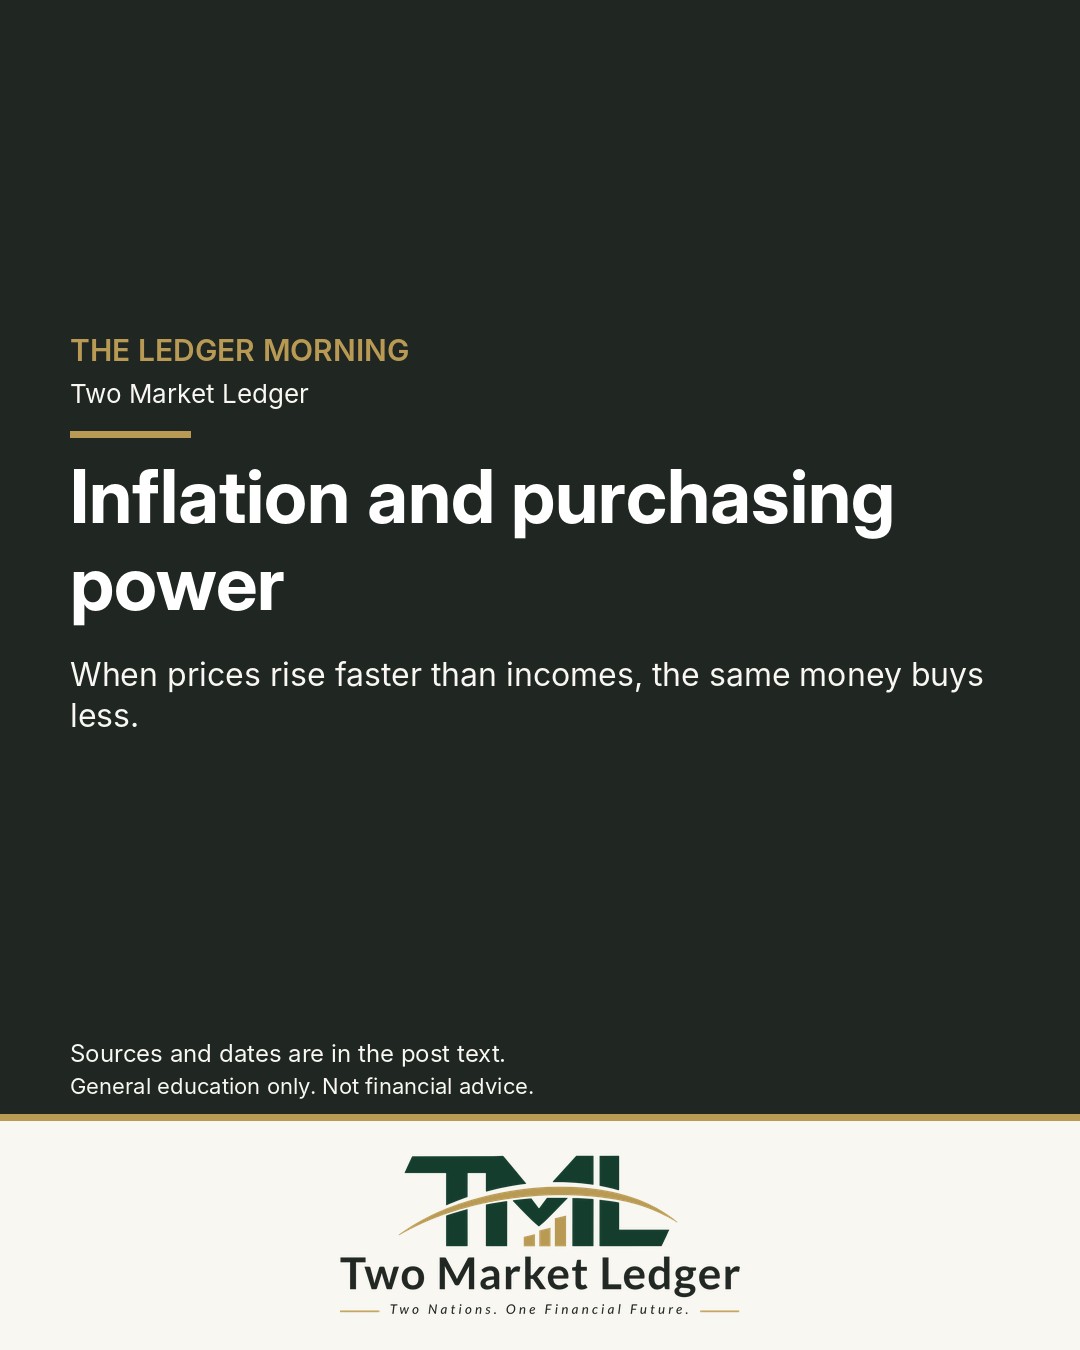 THE LEDGER MORNING
Two Market Ledger
Inflation and purchasing
power
When prices rise faster than incomes, the same money buys
less.
Sources and dates are in the post text.
General education only. Not financial advice.
TML
Two Market Ledger
Two Nations. One Financial Future.